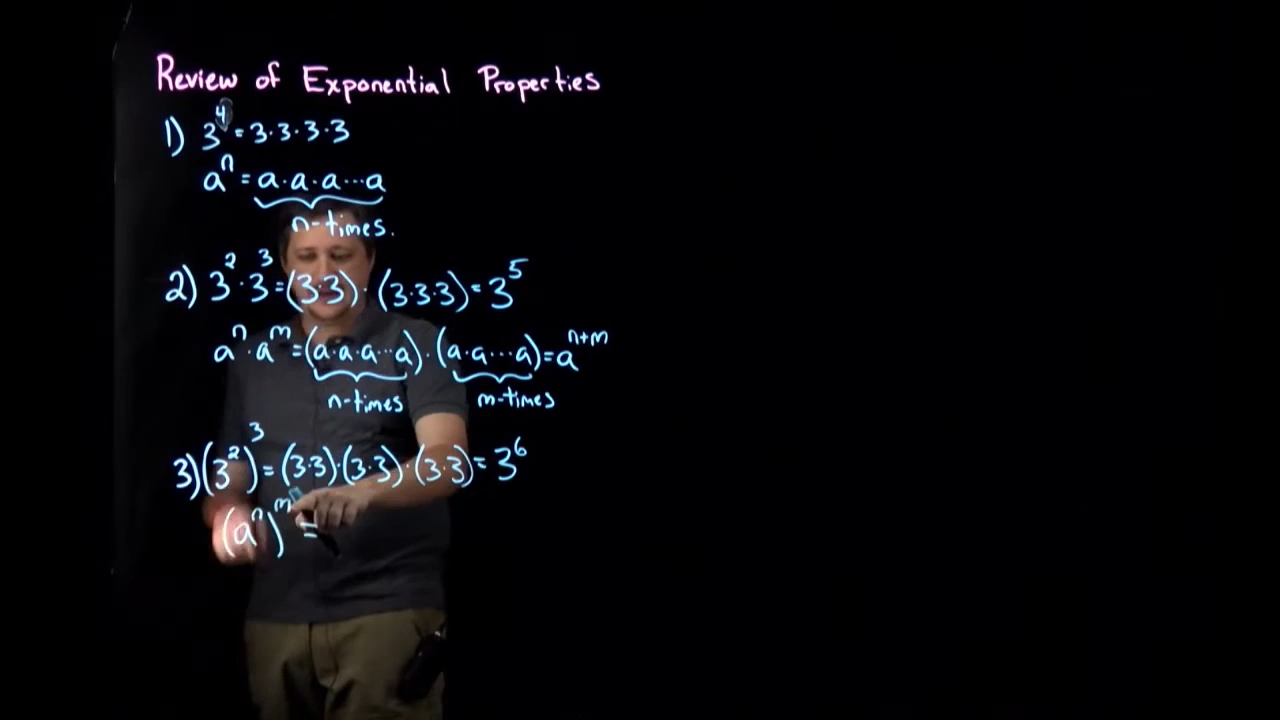 Review of Exponential Properties
1) 3⁴ = 3·3·3·3
aⁿ = a·a·a···a
n-times.
2) 3²·3³ = (3·3)·(3·3·3) = 3⁵
aⁿ·aᵐ = (a·a·a···a)·(a·a···a) = aⁿ⁺ᵐ
n-times m-times
3) (3²)³ = (3·3)·(3·3)·(3·3) = 3⁶
(aⁿ)ᵐ =